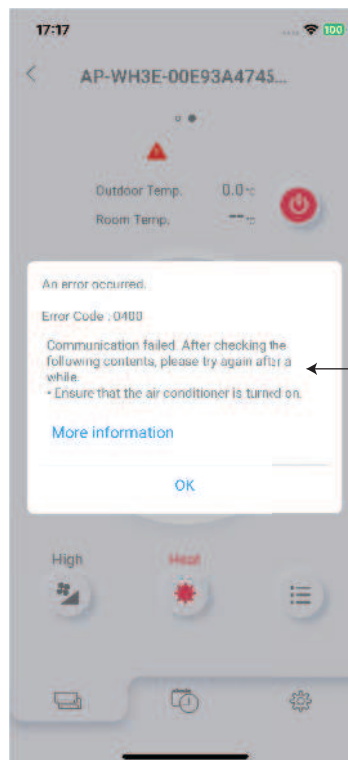 17:17
100
AP-WH3E-00E93A4745...
Outdoor Temp. 0.0°c
Room Temp. --°c
An error occurred.
Error Code : 0400
Communication failed. After checking the
following contents, please try again after a
while.
• Ensure that the air conditioner is turned on.
More information
OK
High
Heat